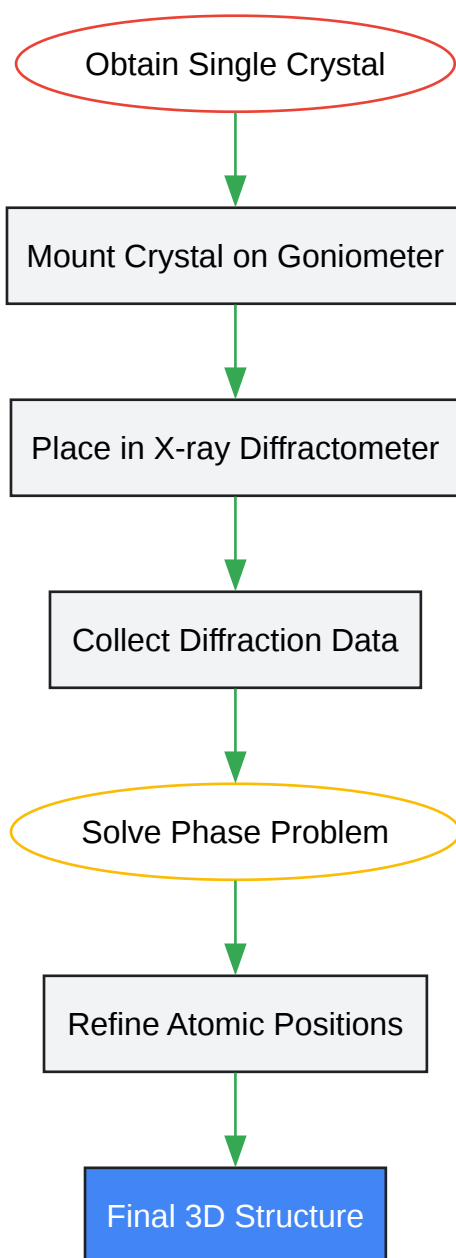 Obtain Single Crystal
Mount Crystal on Goniometer
Place in X-ray Diffractometer
Collect Diffraction Data
Solve Phase Problem
Refine Atomic Positions
Final 3D Structure